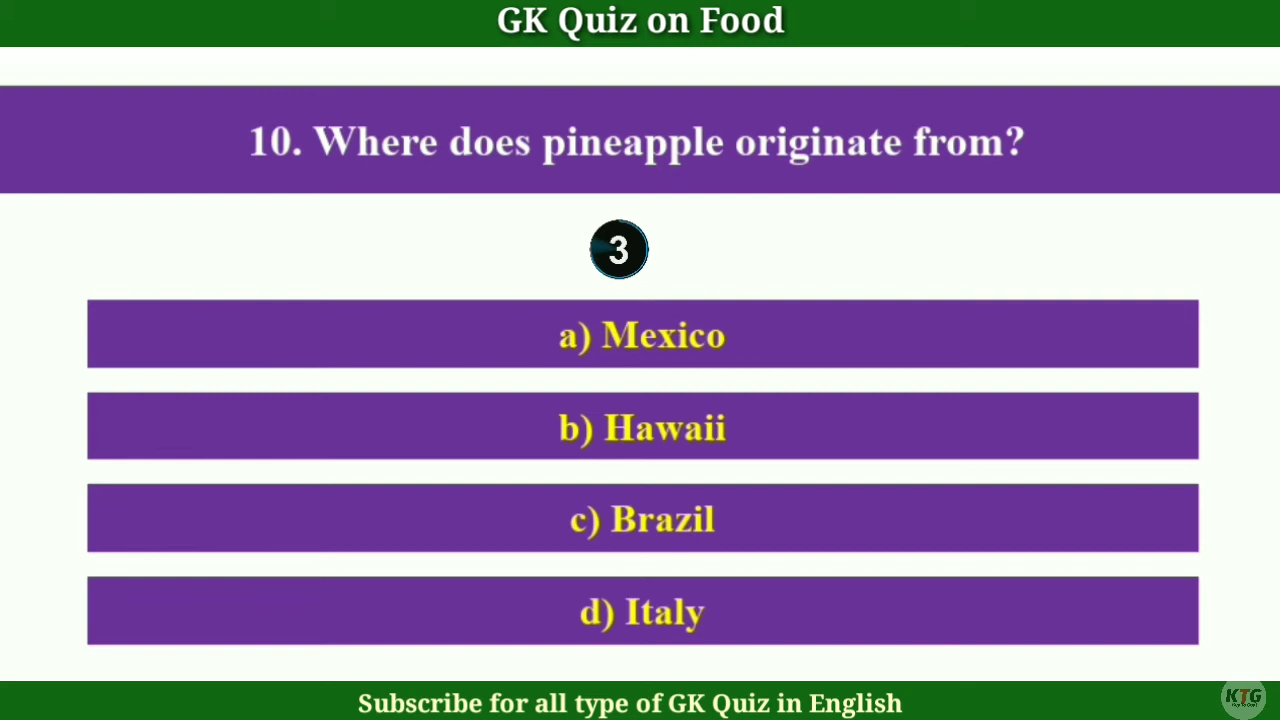 GK Quiz on Food
10. Where does pineapple originate from?
3
a) Mexico
b) Hawaii
c) Brazil
d) Italy
Subscribe for all type of GK Quiz in English
KTG